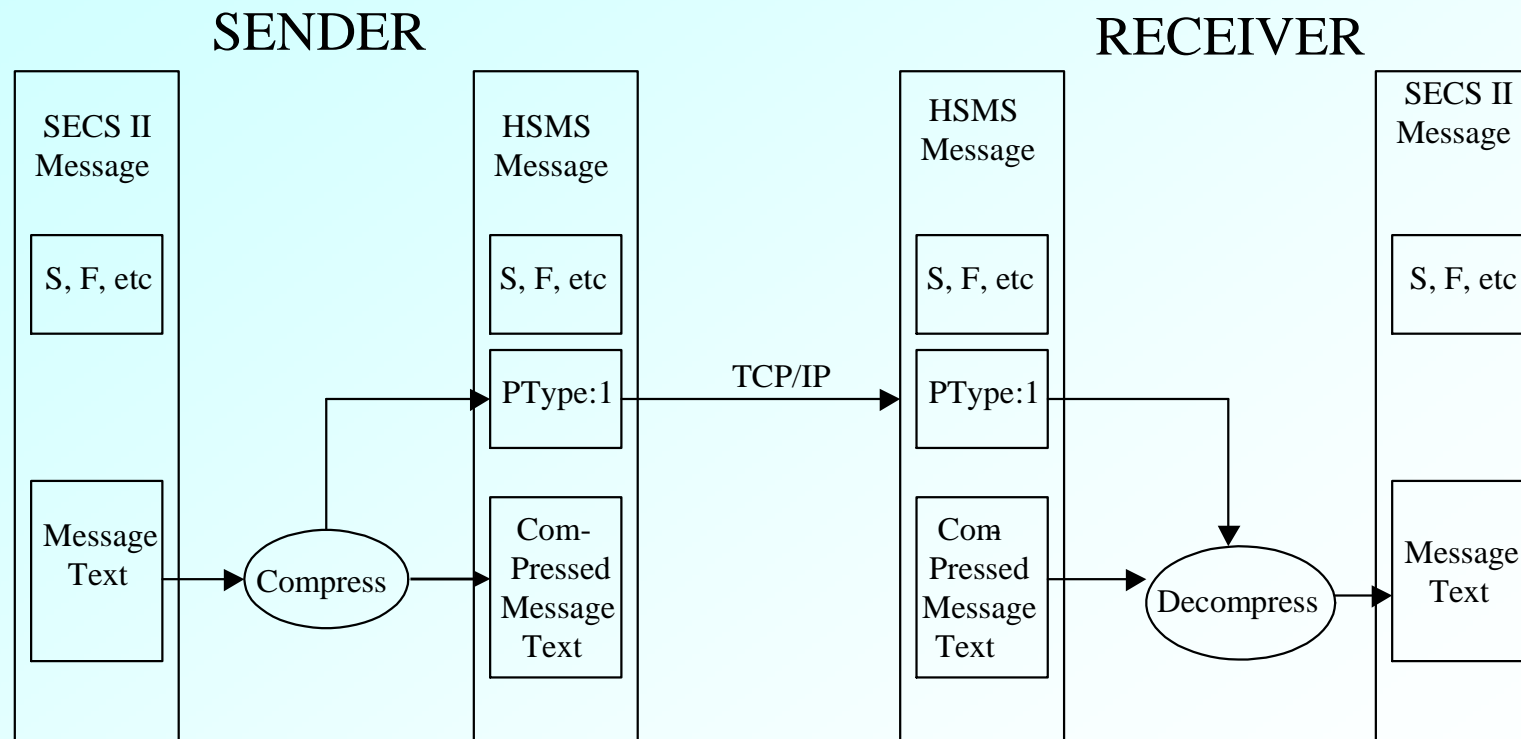 SENDER
RECEIVER
SECS II
Message
S, F, etc
Message
Text
Compress
HSMS
Message
S, F, etc
PType:1
Com-
Pressed
Message
Text
TCP/IP
HSMS
Message
S, F, etc
PType:1
Com-
Pressed
Message
Text
Decompress
SECS II
Message
S, F, etc
Message
Text